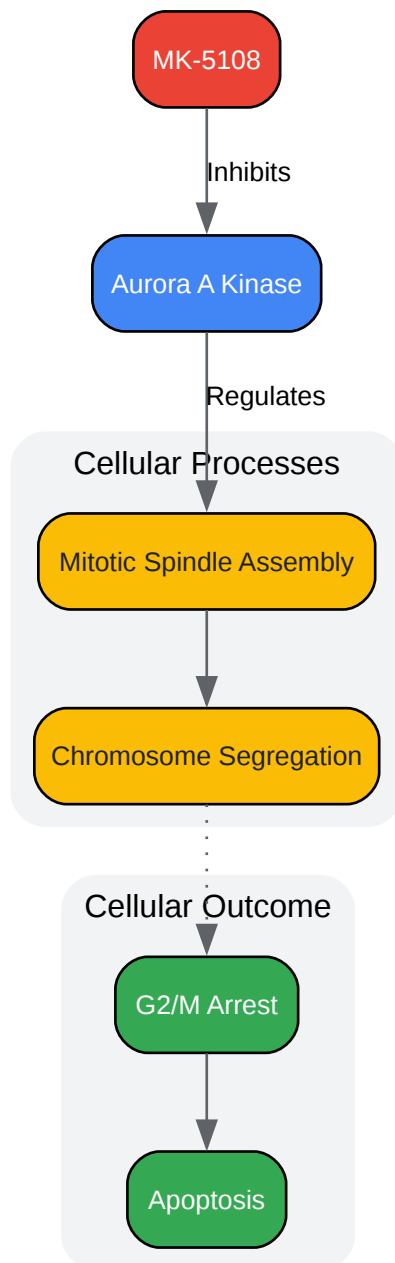 MK-5108
Inhibits
Aurora A Kinase
Regulates
Cellular Processes
Mitotic Spindle Assembly
Chromosome Segregation
Cellular Outcome
G2/M Arrest
Apoptosis